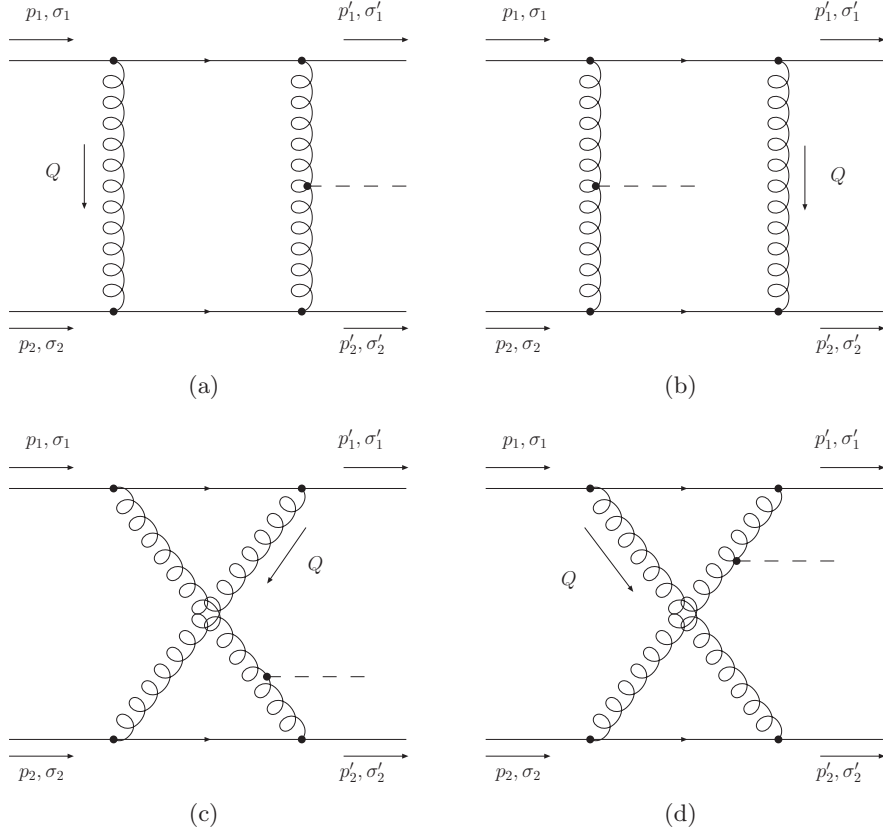 p₁, σ₁ p′₁, σ′₁ p₁, σ₁ p′₁, σ′₁
Q Q
p₂, σ₂ p′₂, σ′₂ p₂, σ₂ p′₂, σ′₂
(a) (b)
p₁, σ₁ p′₁, σ′₁ p₁, σ₁ p′₁, σ′₁
Q Q
p₂, σ₂ p′₂, σ′₂ p₂, σ₂ p′₂, σ′₂
(c) (d)